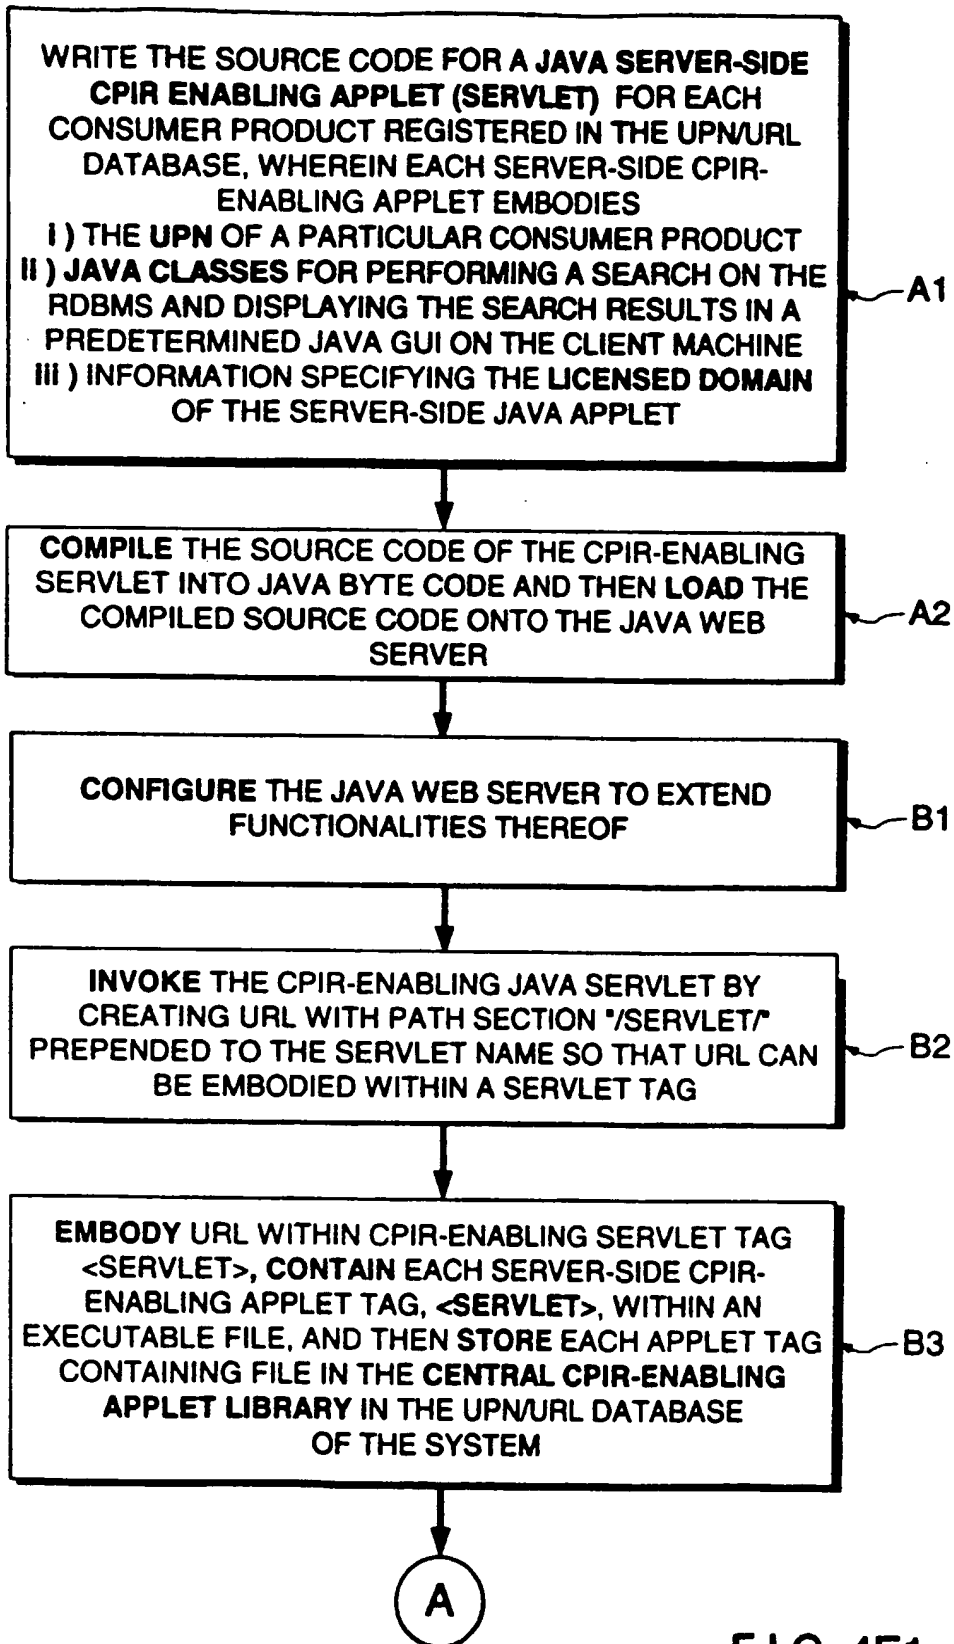 WRITE THE SOURCE CODE FOR A JAVA SERVER-SIDE
CPIR ENABLING APPLET (SERVLET) FOR EACH
CONSUMER PRODUCT REGISTERED IN THE UPN/URL
DATABASE, WHEREIN EACH SERVER-SIDE CPIR-
ENABLING APPLET EMBODIES
I ) THE UPN OF A PARTICULAR CONSUMER PRODUCT
II ) JAVA CLASSES FOR PERFORMING A SEARCH ON THE
RDBMS AND DISPLAYING THE SEARCH RESULTS IN A
PREDETERMINED JAVA GUI ON THE CLIENT MACHINE
III ) INFORMATION SPECIFYING THE LICENSED DOMAIN
OF THE SERVER-SIDE JAVA APPLET
A1
COMPILE THE SOURCE CODE OF THE CPIR-ENABLING
SERVLET INTO JAVA BYTE CODE AND THEN LOAD THE
COMPILED SOURCE CODE ONTO THE JAVA WEB
SERVER
A2
CONFIGURE THE JAVA WEB SERVER TO EXTEND
FUNCTIONALITIES THEREOF
B1
INVOKE THE CPIR-ENABLING JAVA SERVLET BY
CREATING URL WITH PATH SECTION "/SERVLET/"
PREPENDED TO THE SERVLET NAME SO THAT URL CAN
BE EMBODIED WITHIN A SERVLET TAG
B2
EMBODY URL WITHIN CPIR-ENABLING SERVLET TAG
<SERVLET>, CONTAIN EACH SERVER-SIDE CPIR-
ENABLING APPLET TAG, <SERVLET>, WITHIN AN
EXECUTABLE FILE, AND THEN STORE EACH APPLET TAG
CONTAINING FILE IN THE CENTRAL CPIR-ENABLING
APPLET LIBRARY IN THE UPN/URL DATABASE
OF THE SYSTEM
B3
A
FIG. 4F1